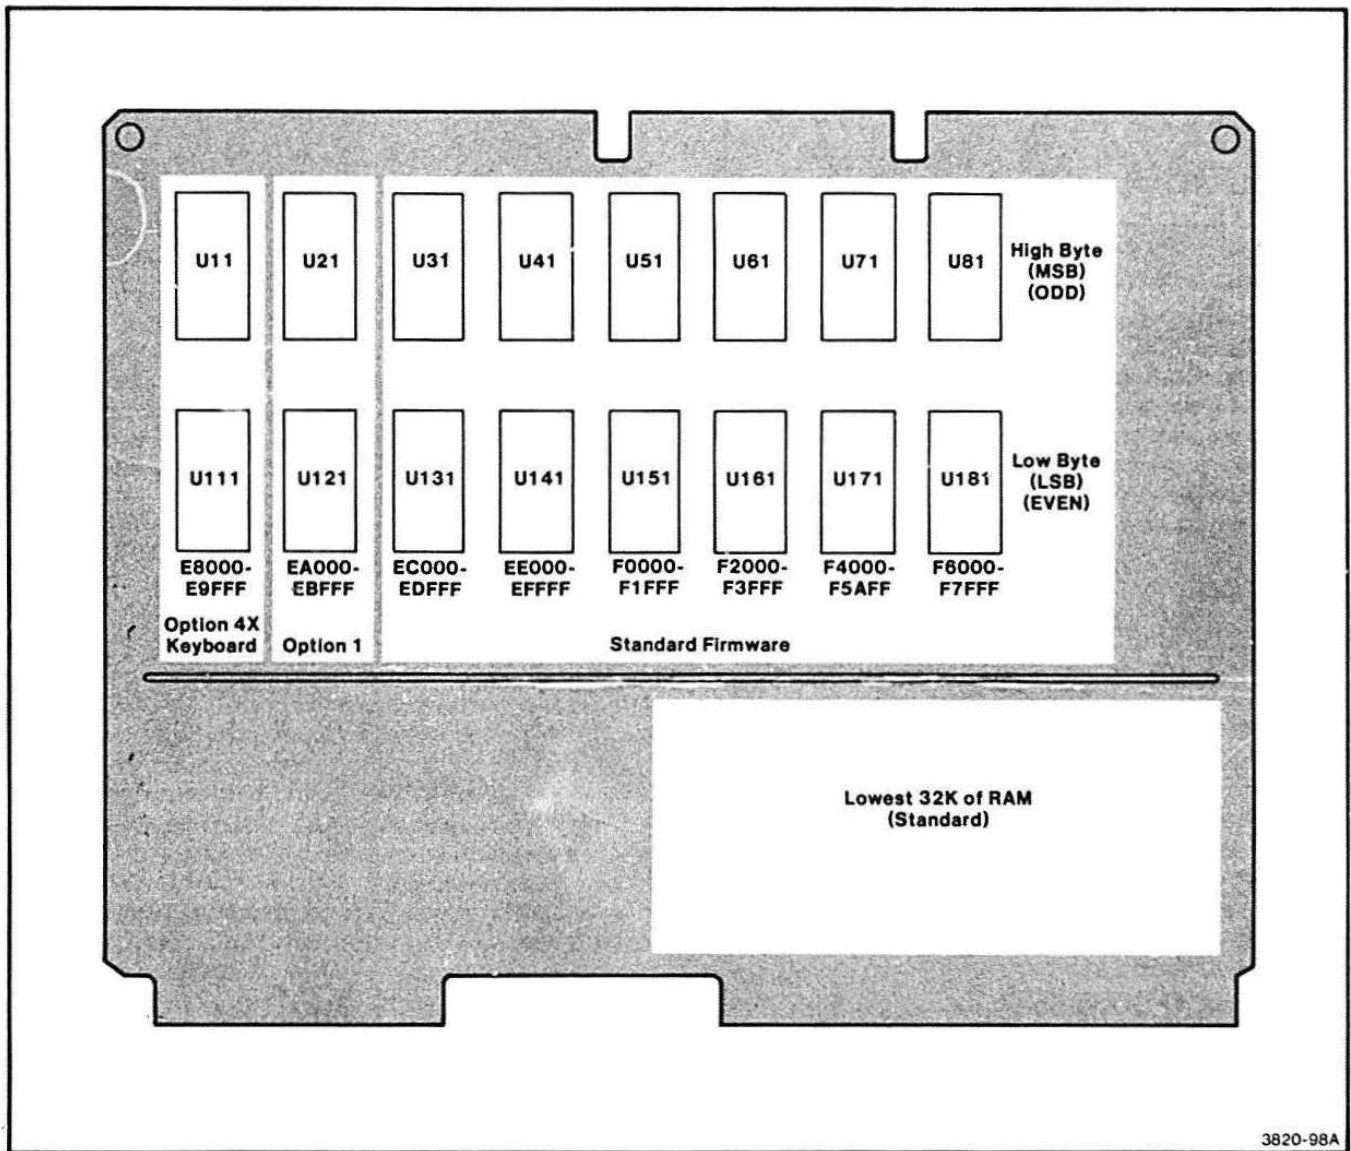 U11 U21 U31 U41 U51 U61 U71 U81
High Byte
(MSB)
(ODD)
U111 U121 U131 U141 U151 U161 U171 U181
Low Byte
(LSB)
(EVEN)
E8000- EA000- EC000- EE000- F0000- F2000- F4000- F6000-
E9FFF EBFFF EDFFF EFFFF F1FFF F3FFF F5AFF F7FFF
Option 4X
Keyboard Option 1 Standard Firmware
Lowest 32K of RAM
(Standard)
3820-98A